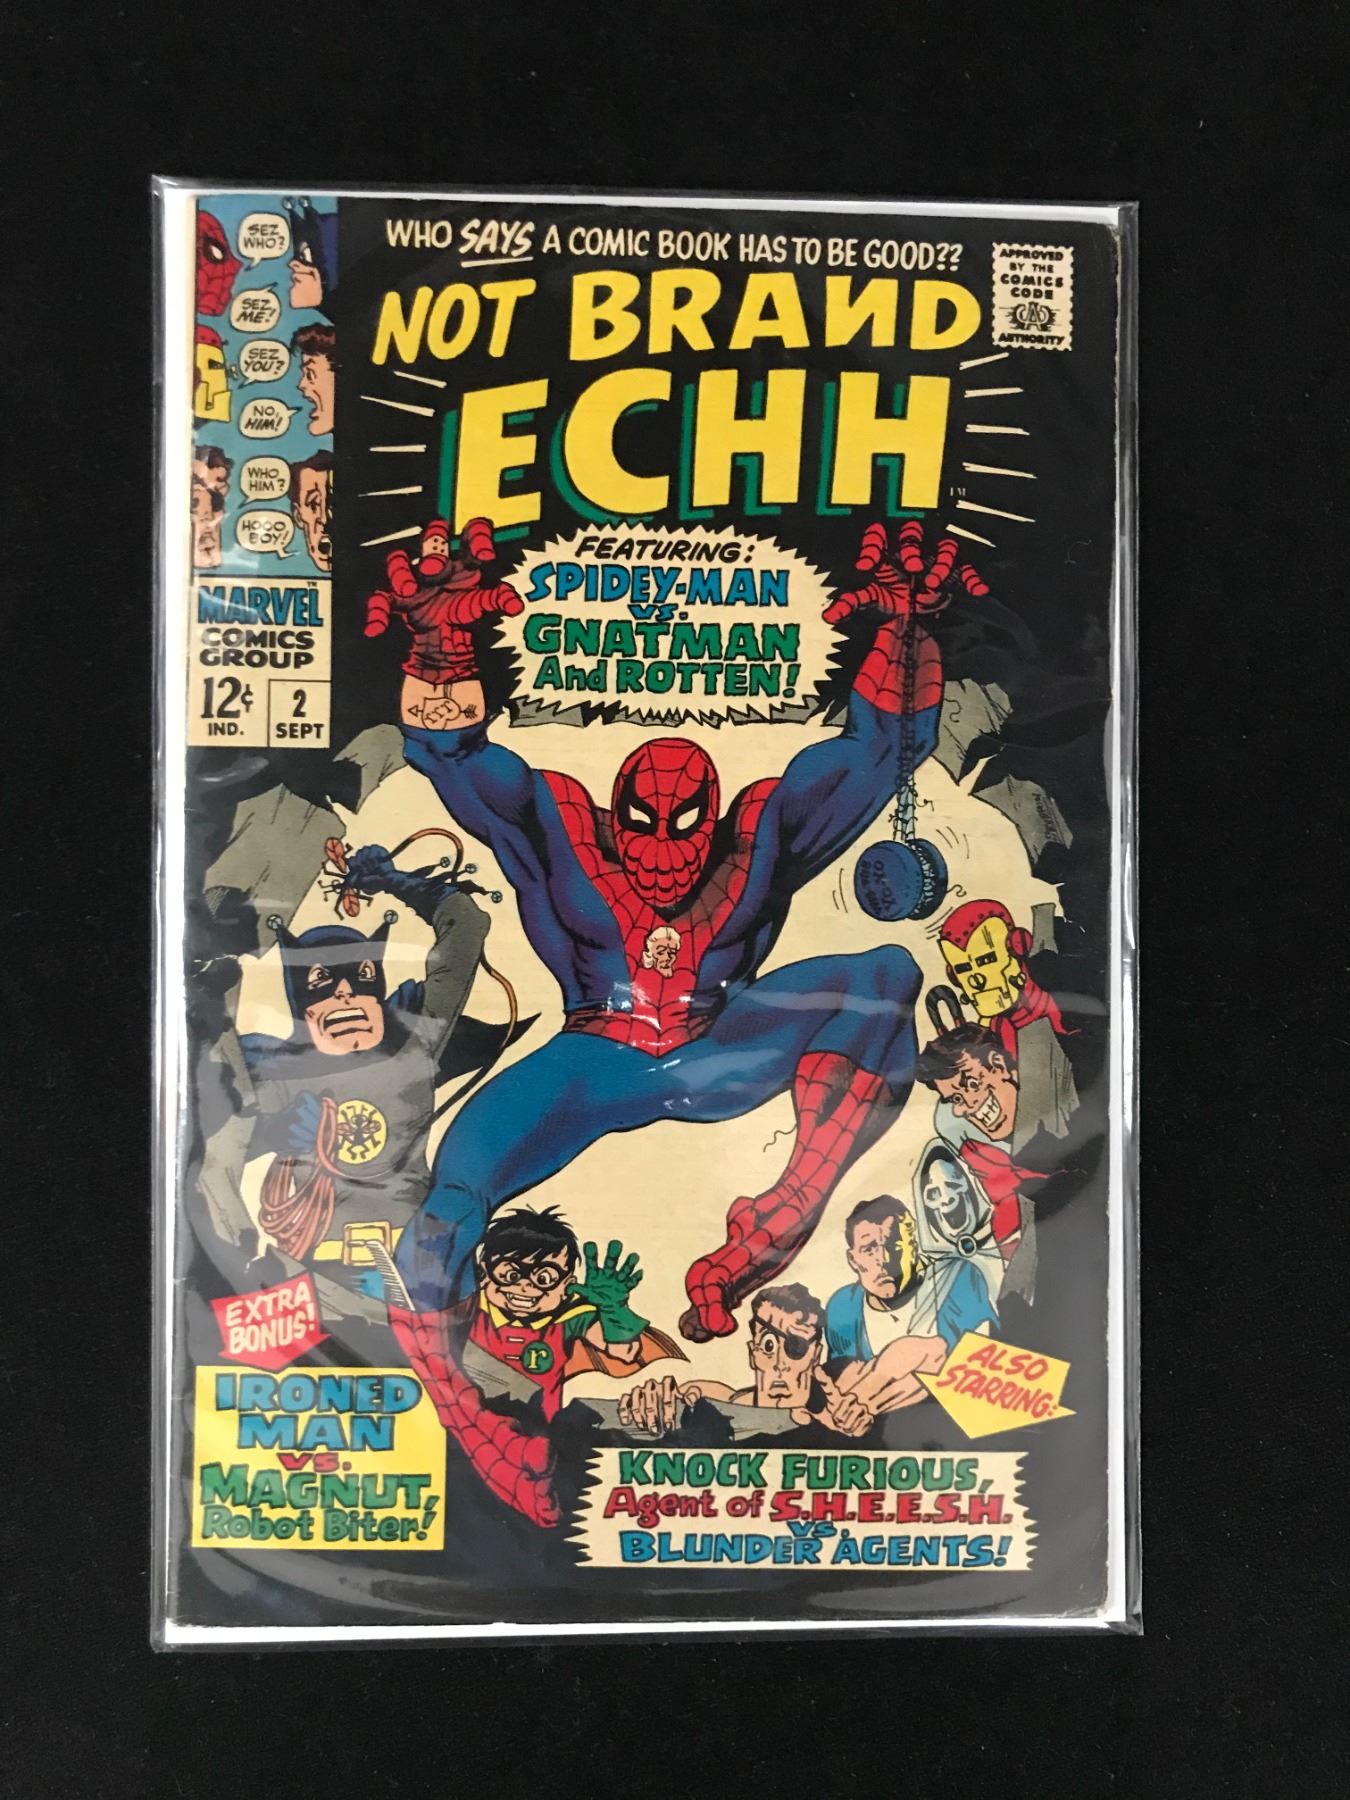 WHO SAYS A COMIC BOOK HAS TO BE GOOD??
NOT BRAND
ECHH
TM
APPROVED
BY THE
COMICS
CODE
AUTHORITY
SEZ
WHO?
SEZ
ME!
SEZ
YOU?
NO,
HIM!
WHO,
HIM?
HOOO
BOY!
TM
MARVEL
COMICS
GROUP
12¢
IND.
2
SEPT
FEATURING:
SPIDEY-MAN
VS.
GNATMAN
And ROTTEN!
r
EXTRA
BONUS!
IRONED
MAN
VS.
MAGNUT,
Robot Biter!
ALSO
STARRING:
KNOCK FURIOUS,
Agent of S.H.E.E.S.H.
VS.
BLUNDER AGENTS!